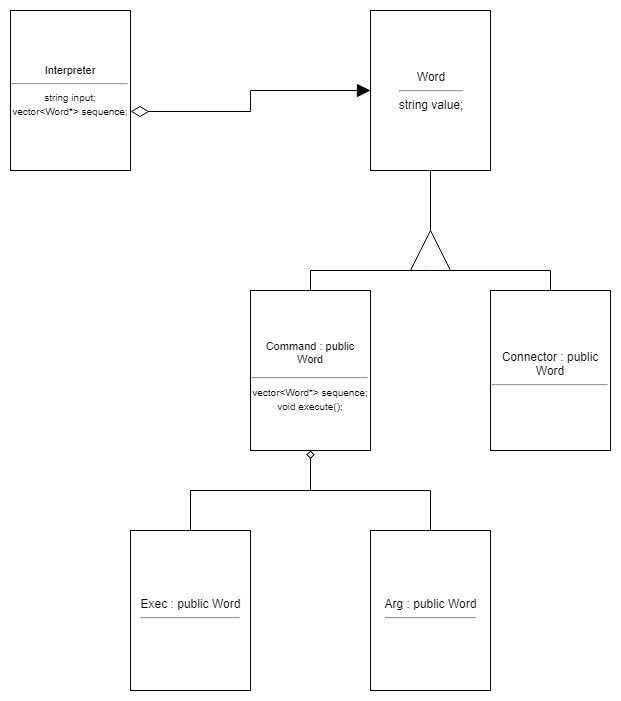 Interpreter
string input;
vector<Word*> sequence;
Word
string value;
Command : public
Word
vector<Word*> sequence;
void execute();
Connector : public
Word
Exec : public Word
Arg : public Word